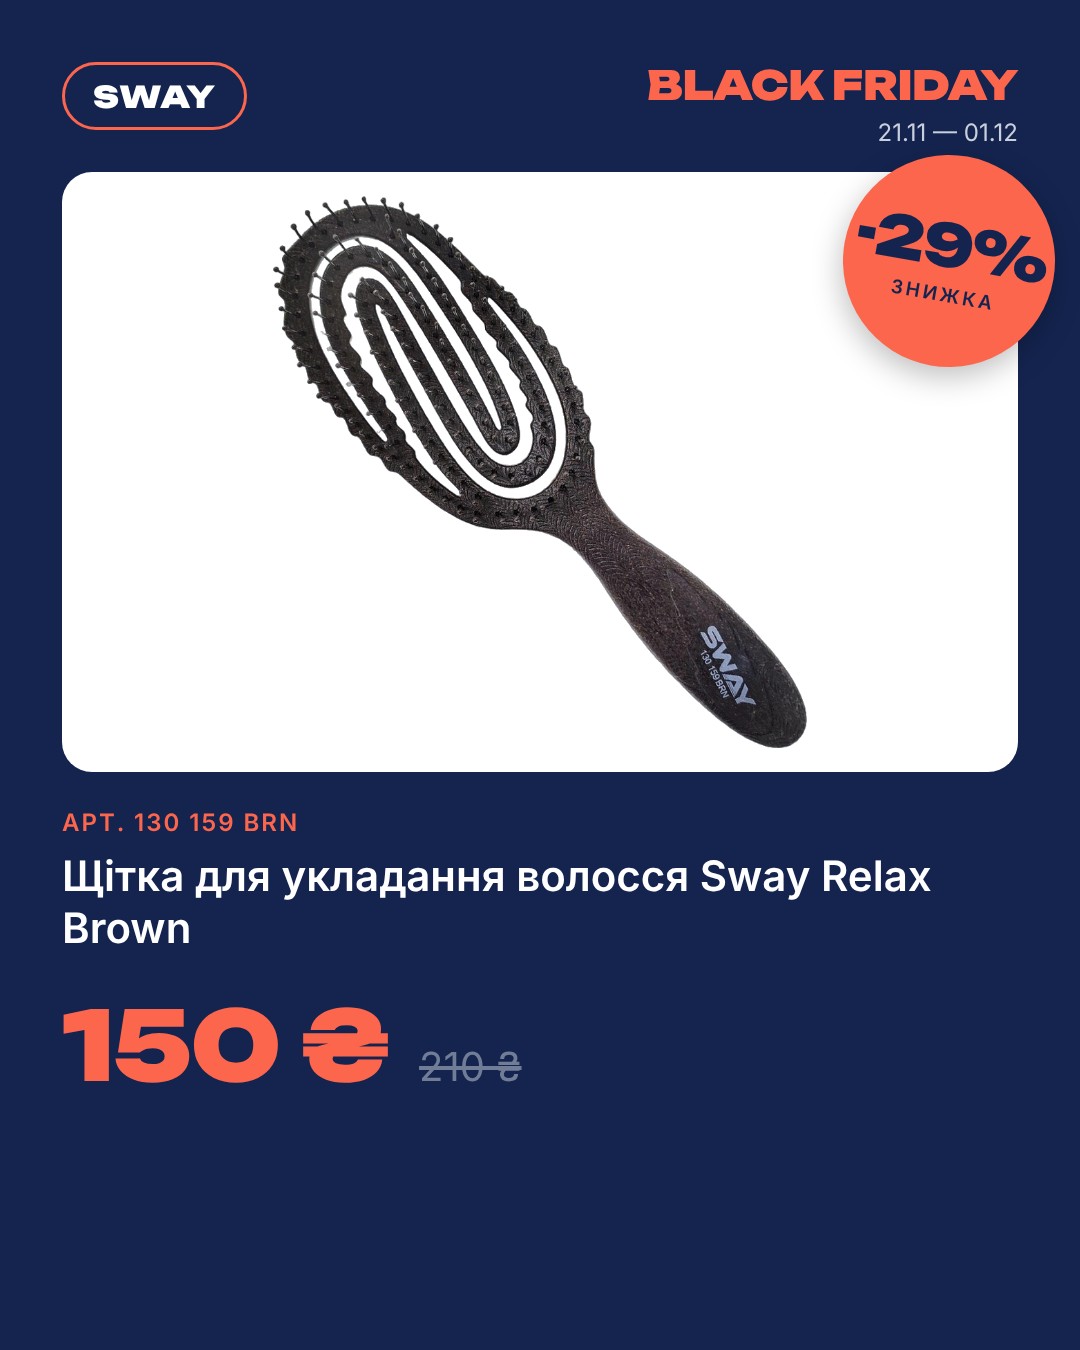 SWAY
BLACK FRIDAY
21.11 — 01.12
-29%
ЗНИЖКА
SWAY
130 159 BRN
АРТ. 130 159 BRN
Щітка для укладання волосся Sway Relax
Brown
150 ₴
210 ₴